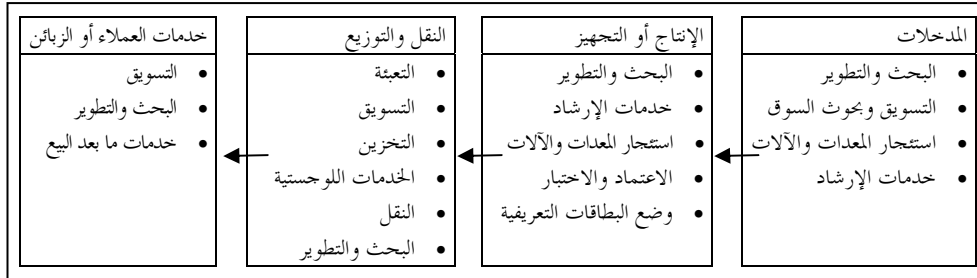 المدخلات
• البحث والتطوير
• التسويق وبحوث السوق
• استئجار المعدات والآلات
• خدمات الإرشاد
الإنتاج أو التجهيز
• البحث والتطوير
• خدمات الإرشاد
• استئجار المعدات والآلات
• الاعتماد والاختبار
• وضع البطاقات التعريفية
النقل والتوزيع
• التعبئة
• التسويق
• التخزين
• الخدمات اللوجستية
• النقل
• البحث والتطوير
خدمات العملاء أو الزبائن
• التسويق
• البحث والتطوير
• خدمات ما بعد البيع